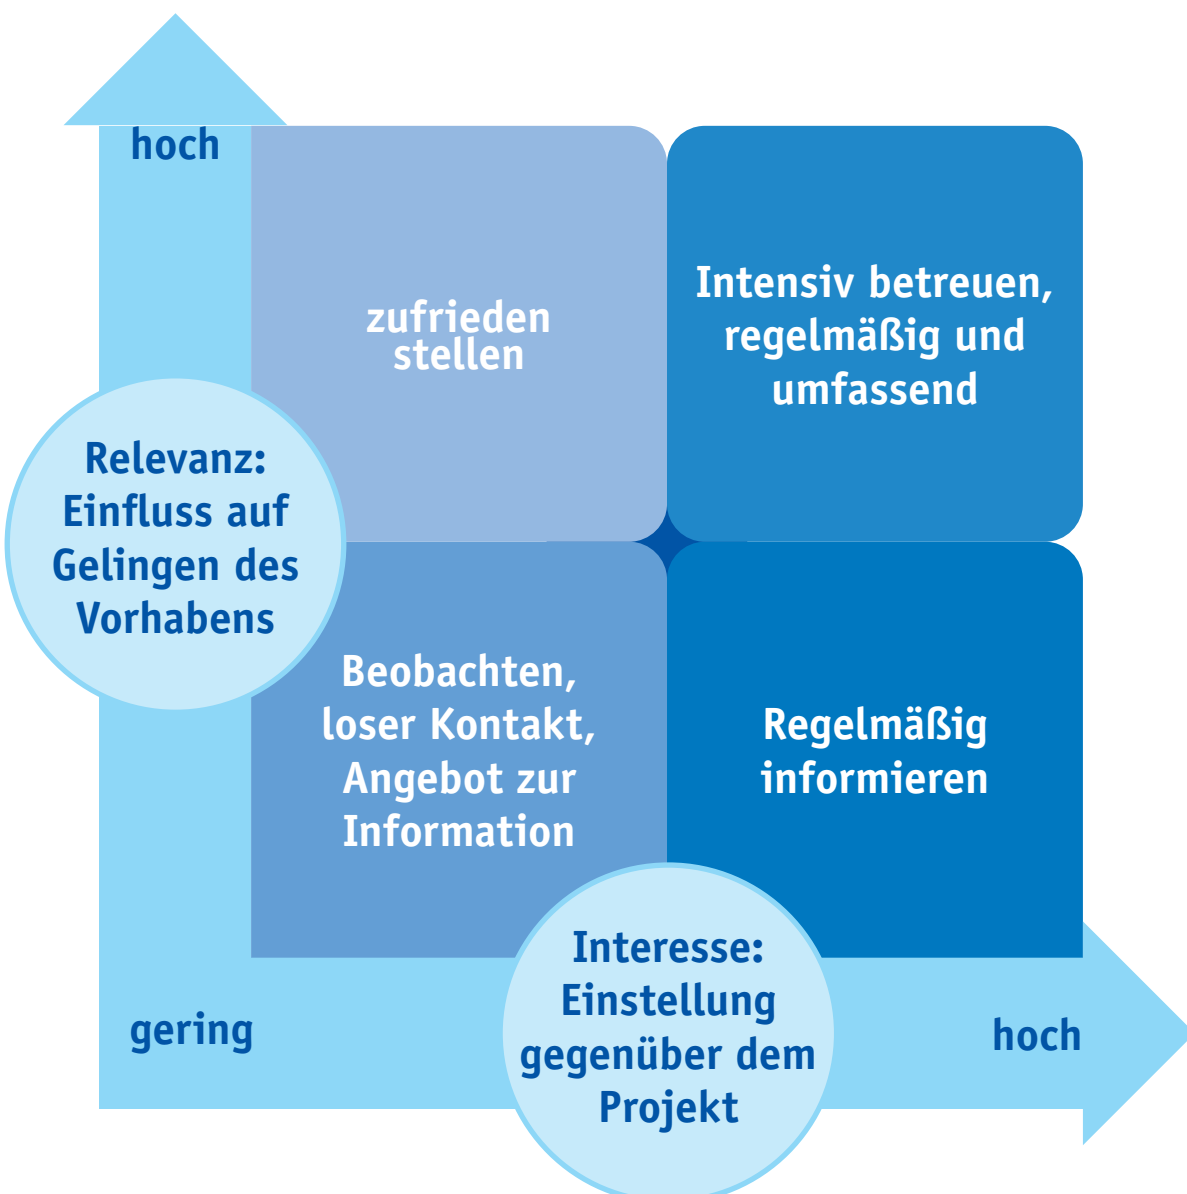 hoch
zufrieden
stellen
Intensiv betreuen,
regelmäßig und
umfassend
Relevanz:
Einfluss auf
Gelingen des
Vorhabens
Beobachten,
loser Kontakt,
Angebot zur
Information
Regelmäßig
informieren
gering
Interesse:
Einstellung
gegenüber dem
Projekt
hoch